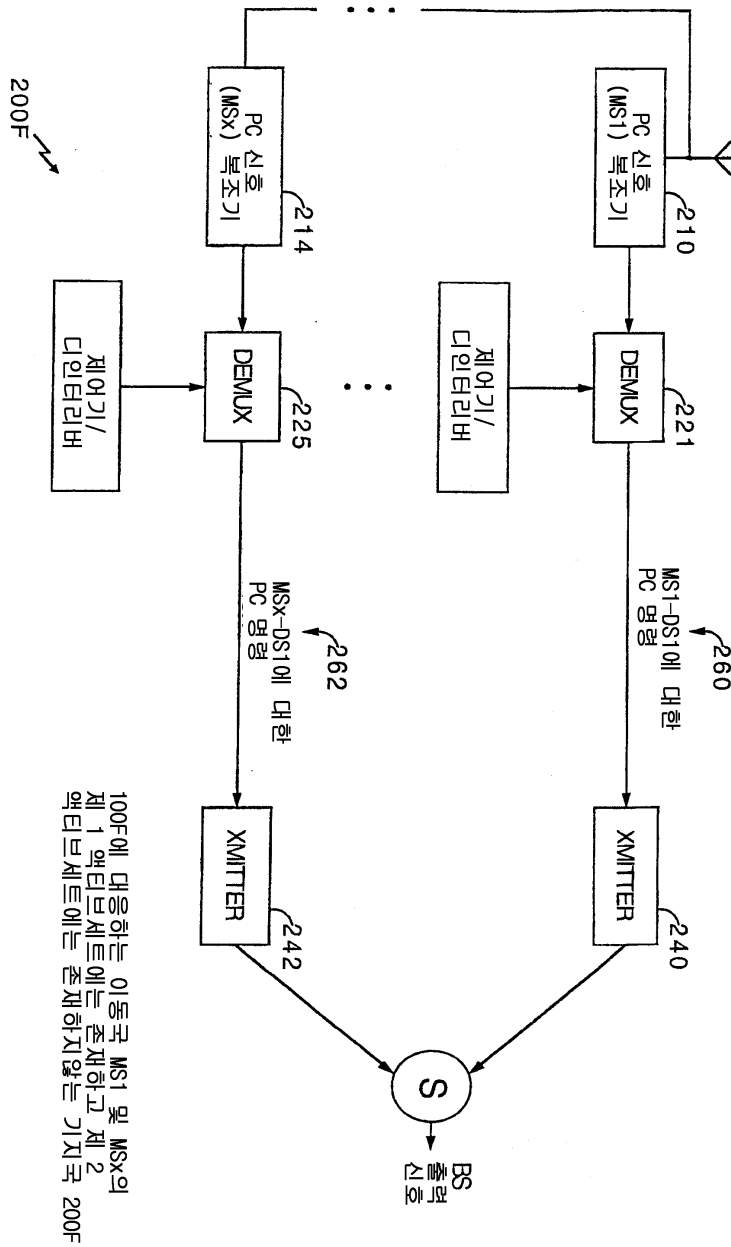 PC 신호
(MS1) 복조기
210
DEMUX
221
제어기/
디인터리버
MS1-DS1에 대한
PC 명령
260
XMITTER
240
...
...
PC 신호
(MSx) 복조기
214
DEMUX
225
제어기/
디인터리버
MSx-DS1에 대한
PC 명령
262
XMITTER
242
S
BS
출력
신호
200F
100F에 대응하는 이동국 MS1 및 MSx의
제 1 액티브세트에는 존재하고 제 2
액티브세트에는 존재하지않는 기지국 200F